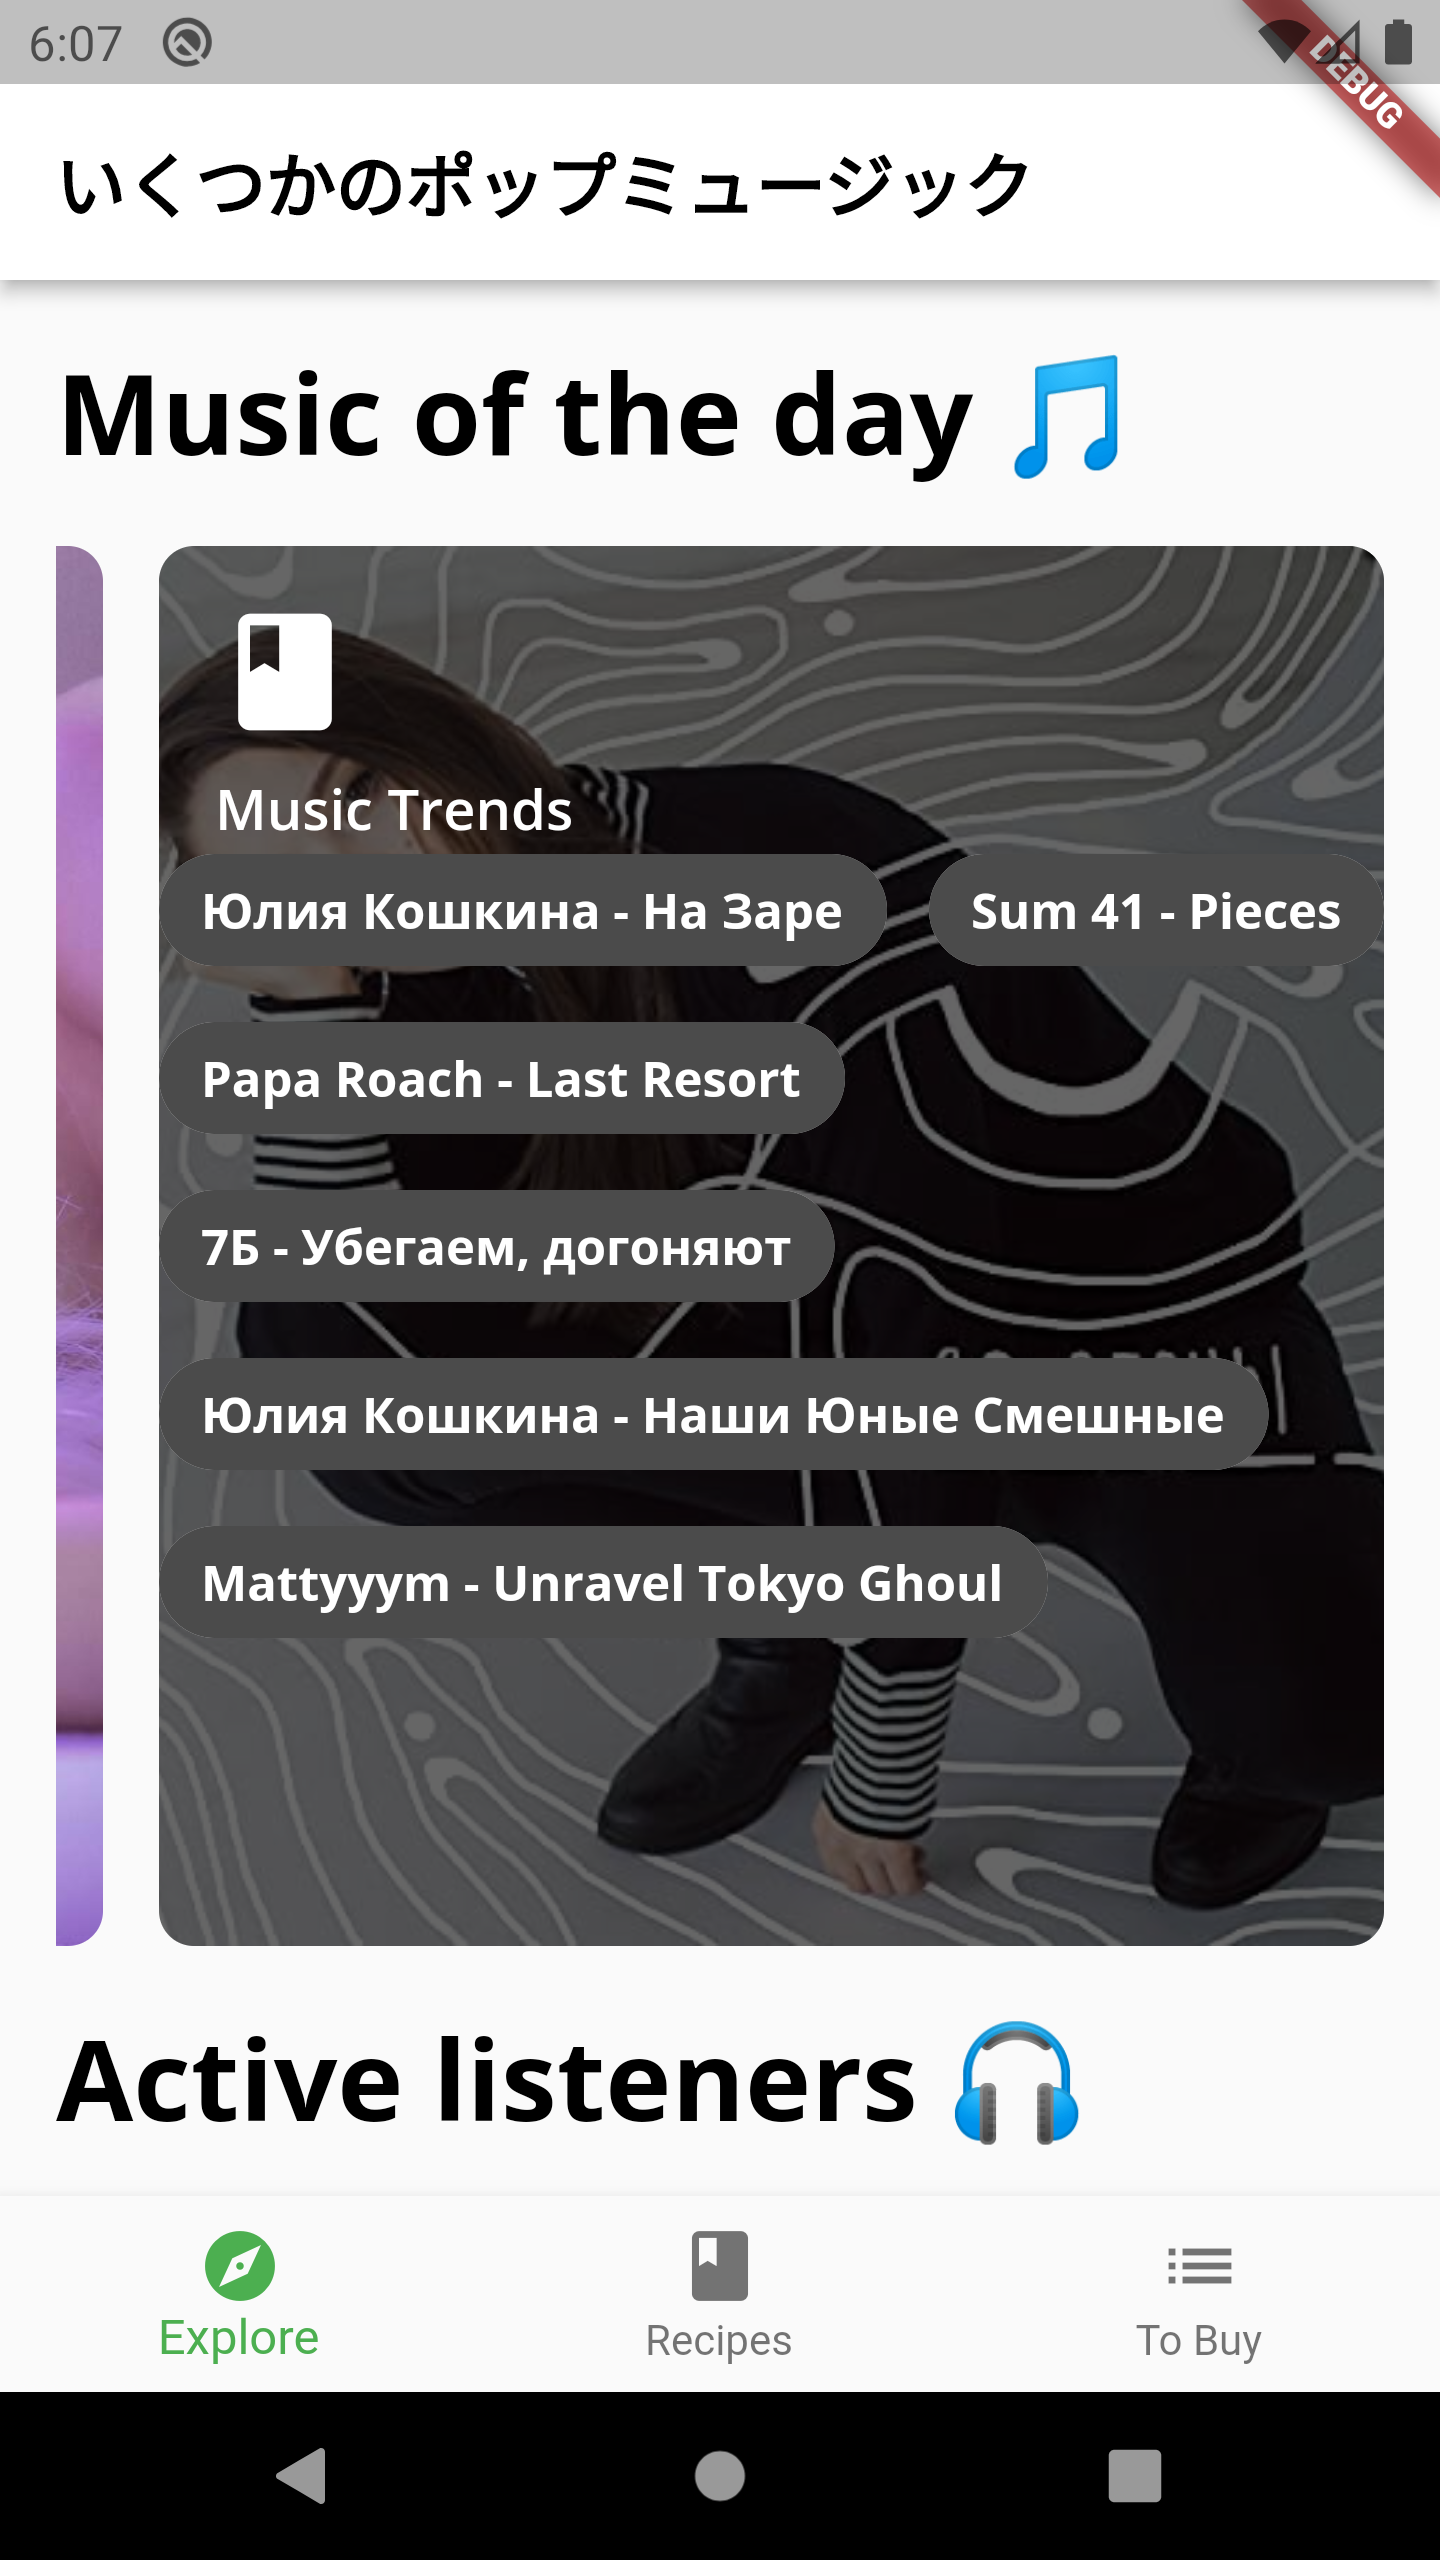 6:07
DEBUG
いくつかのポップミュージック
Music of the day 🎵
Music Trends
Юлия Кошкина - На Заре
Sum 41 - Pieces
Papa Roach - Last Resort
7Б - Убегаем, догоняют
Юлия Кошкина - Наши Юные Смешные
Mattyyym - Unravel Tokyo Ghoul
Active listeners 🎧
Explore
Recipes
To Buy